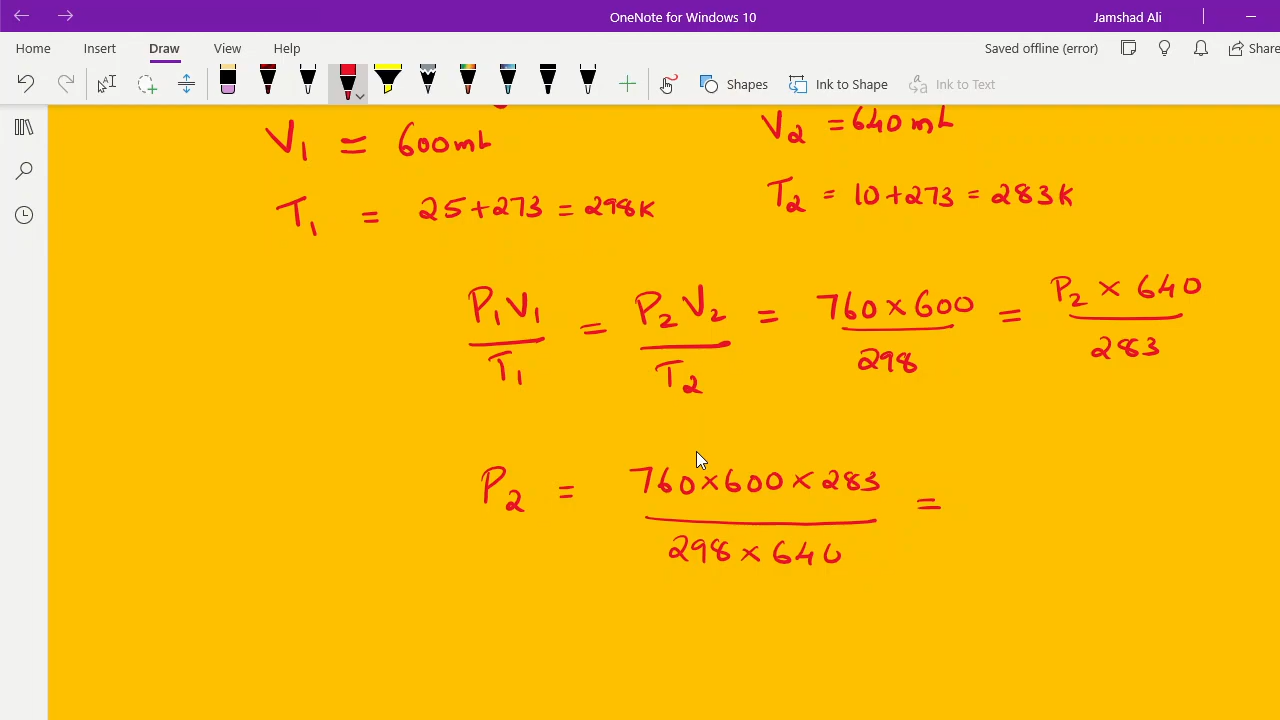 OneNote for Windows 10
Jamshad Ali
Home Insert Draw View Help
Saved offline (error)
Share
Shapes
Ink to Shape
Ink to Text
V₁ = 600mL
V₂ = 640mL
T₁ = 25+273 = 298K
T₂ = 10+273 = 283K
P₁V₁/T₁ = P₂V₂/T₂ = 760×600/298 = P₂×640/283
P₂ = 760×600×283/298×640 =